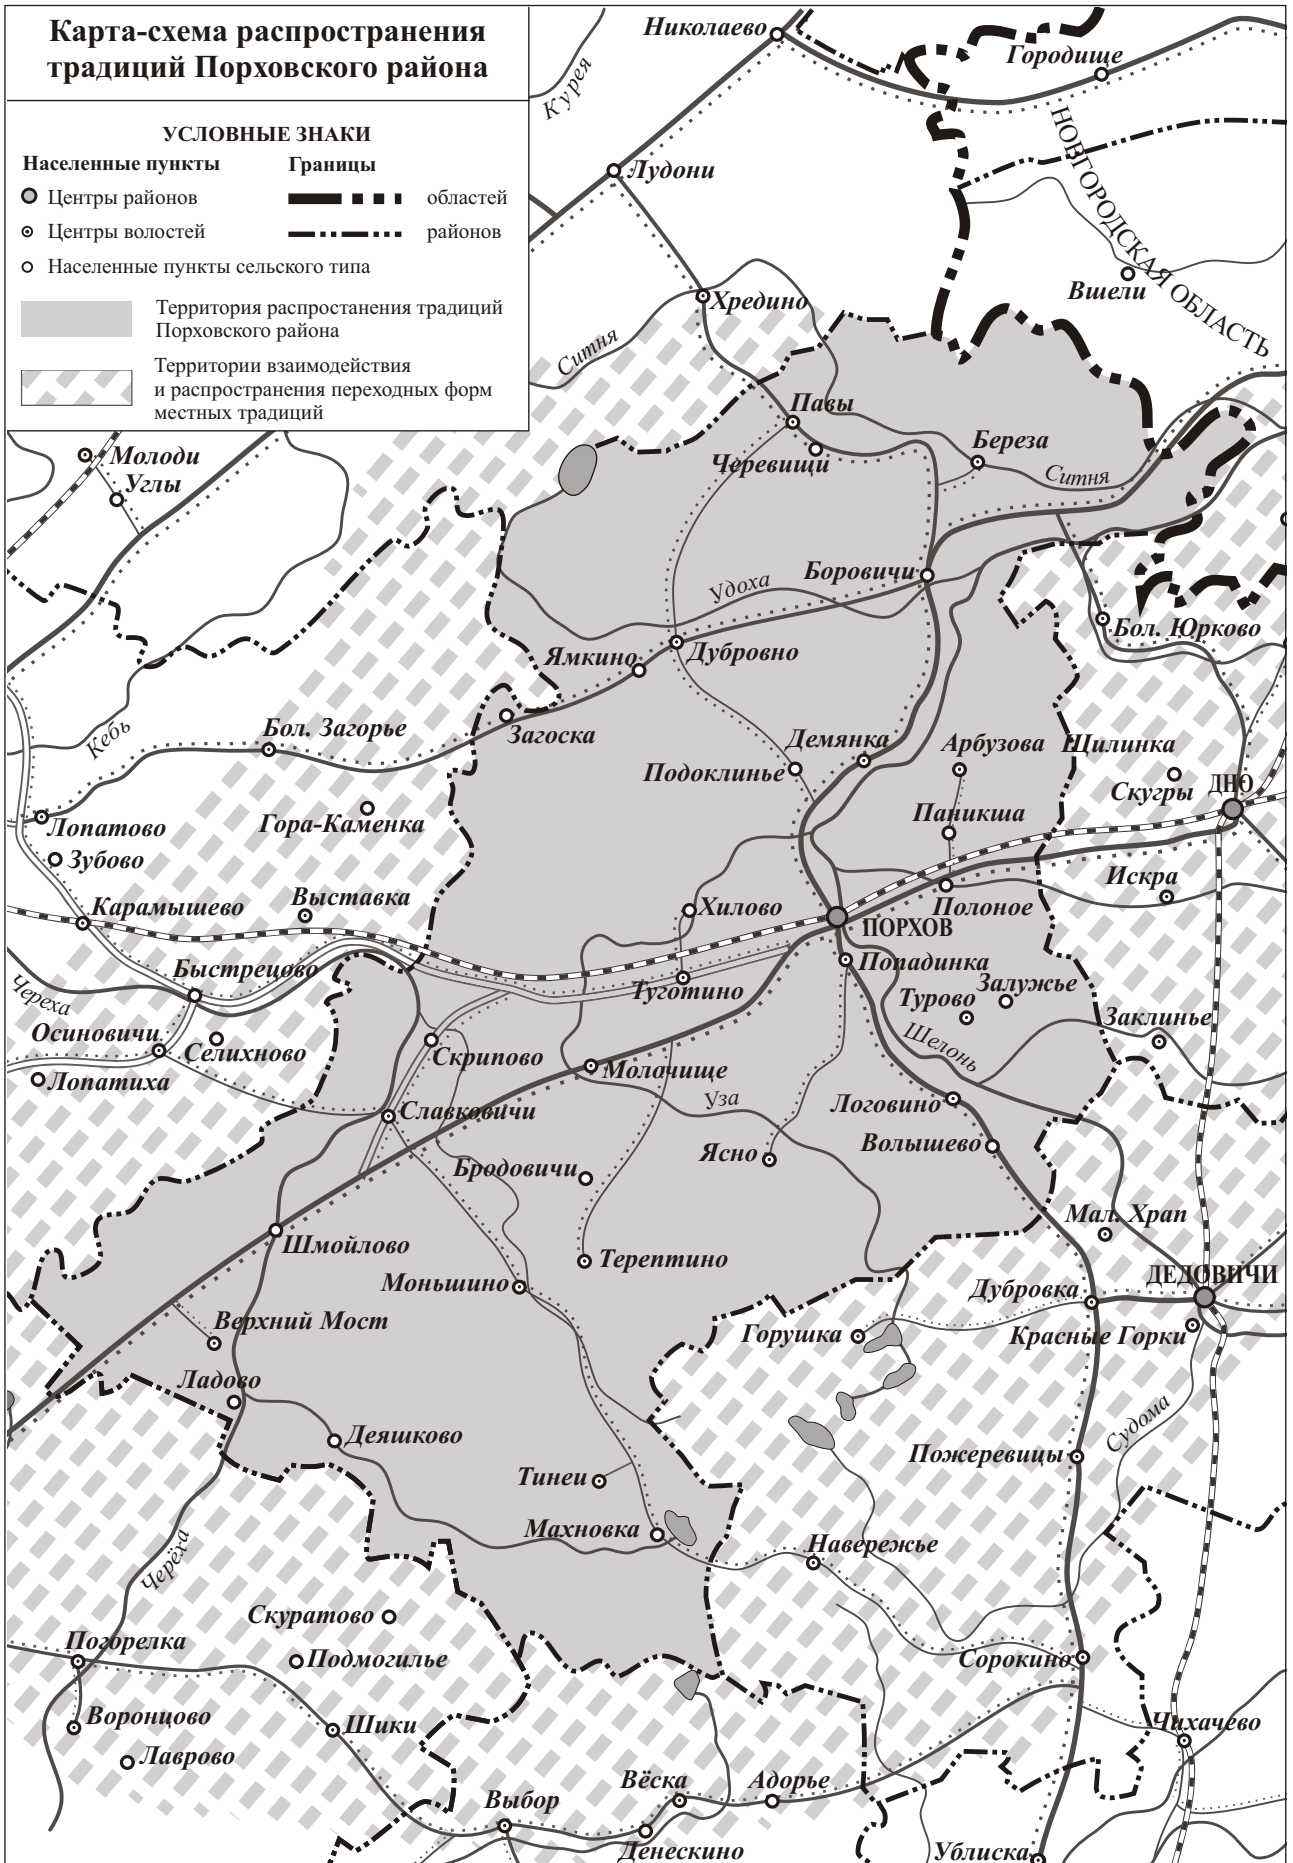 Карта-схема распространения
традиций Порховского района
УСЛОВНЫЕ ЗНАКИ
Населенные пункты
Границы
Центры районов
областей
Центры волостей
районов
Населенные пункты сельского типа
Территория распростанения традиций
Порховского района
Территории взаимодействия
и распространения переходных форм
местных традиций
Николаево
Городище
Курея
НОВГОРОДСКАЯ ОБЛАСТЬ
Лудони
Вшели
Хредино
Ситня
Павы
Молоди
Черевищи
Береза
Углы
Ситня
Боровичи
Удоха
Бол. Юрково
Ямкино
Дубровно
Кебь
Бол. Загорье
Загоска
Демянка
Арбузова
Щилинка
Подоклинье
Скугры
ДНО
Лопатово
Гора-Каменка
Паникша
Зубово
Искра
Карамышево
Выставка
Хилово
Полоное
ПОРХОВ
Быстрецово
Попадинка
Череха
Туготино
Турово
Залужье
Осиновичи
Заклинье
Селихново
Скрипово
Шелонь
Лопатиха
Молачище
Славковичи
Уза
Логовино
Ясно
Волышево
Бродовичи
Мал. Храп
Шмойлово
Терептино
Моньшино
ДЕДОВИЧИ
Дубровка
Верхний Мост
Горушка
Красные Горки
Ладово
Судома
Деяшково
Пожеревицы
Тинеи
Махновка
Навережье
Черёха
Скуратово
Погорелка
Подмогилье
Сорокино
Воронцово
Шики
Чихачево
Лаврово
Вёска
Адорье
Выбор
Денескино
Ублиска